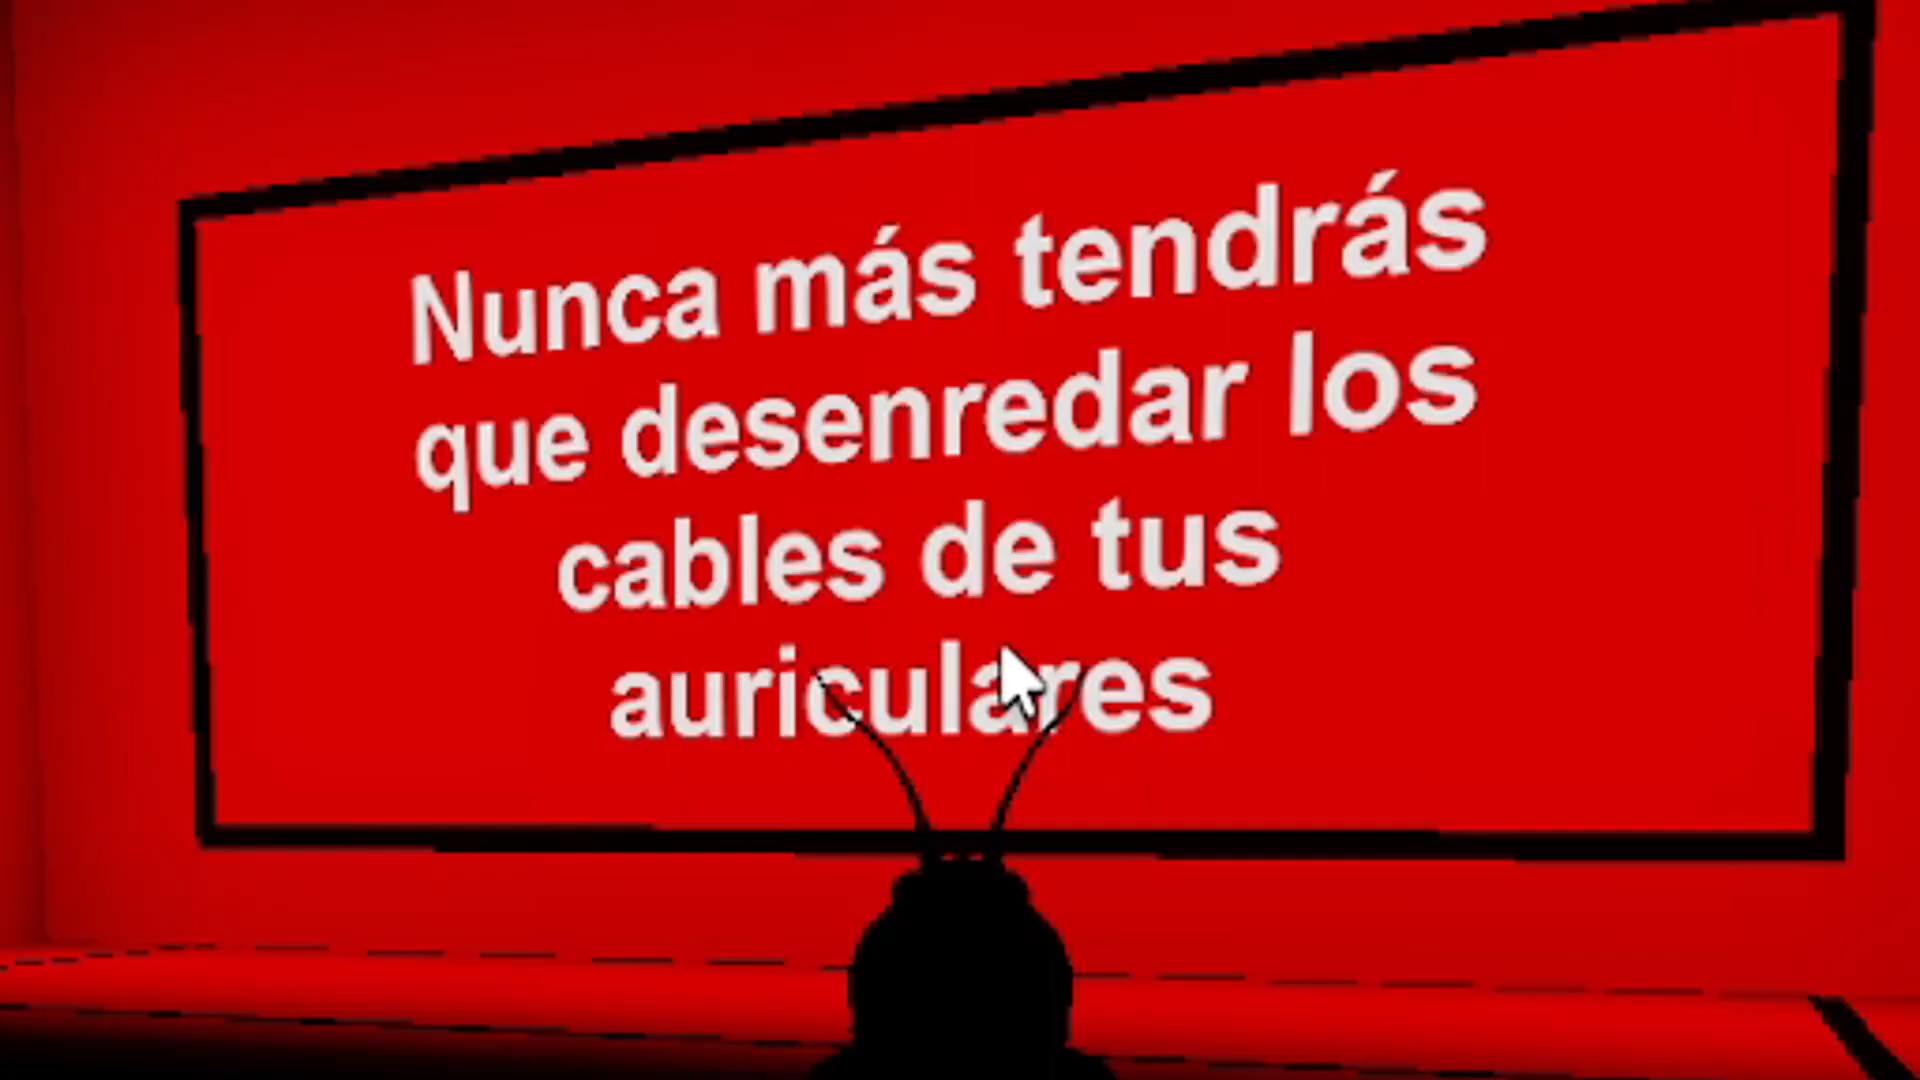 Nunca más tendrás
que desenredar los
cables de tus
auriculares